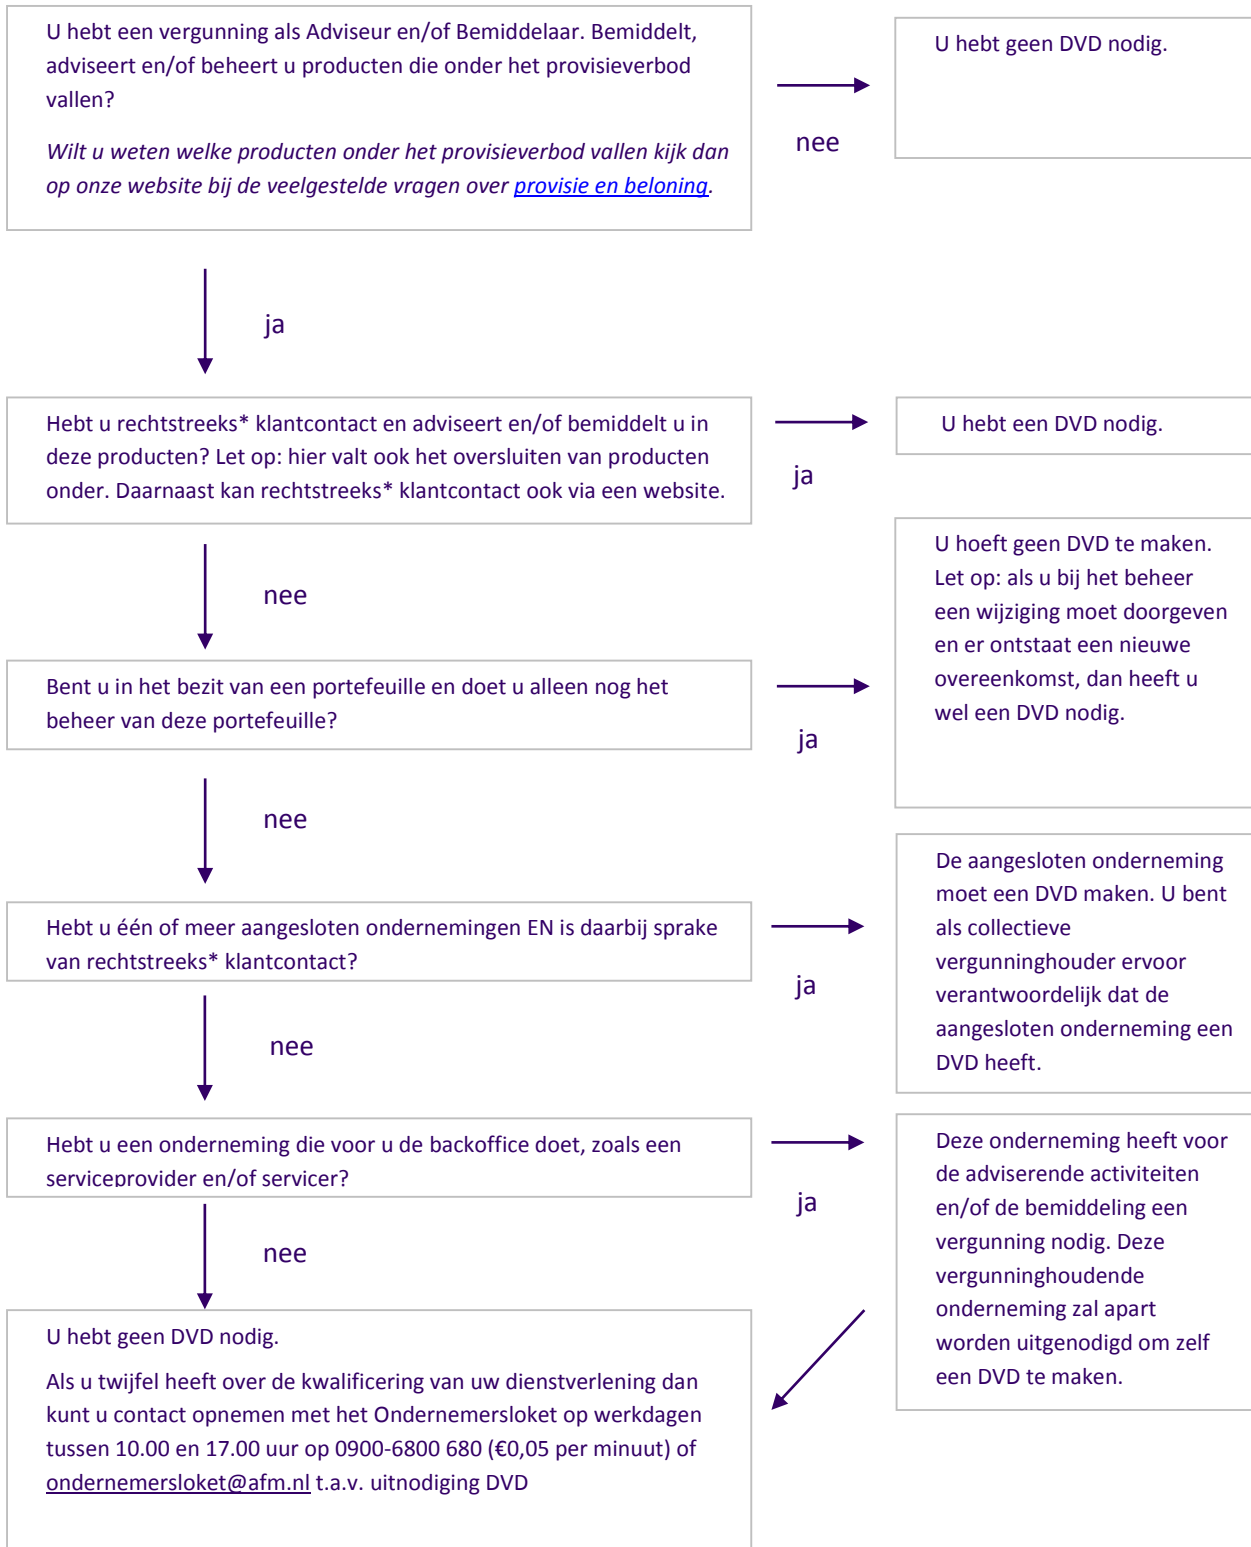 U hebt een vergunning als Adviseur en/of Bemiddelaar. Bemiddelt,
adviseert en/of beheert u producten die onder het provisieverbod
vallen?
Wilt u weten welke producten onder het provisieverbod vallen kijk dan
op onze website bij de veelgestelde vragen over provisie en beloning.
nee
U hebt geen DVD nodig.
ja
Hebt u rechtstreeks* klantcontact en adviseert en/of bemiddelt u in
deze producten? Let op: hier valt ook het oversluiten van producten
onder. Daarnaast kan rechtstreeks* klantcontact ook via een website.
ja
U hebt een DVD nodig.
nee
Bent u in het bezit van een portefeuille en doet u alleen nog het
beheer van deze portefeuille?
ja
U hoeft geen DVD te maken.
Let op: als u bij het beheer
een wijziging moet doorgeven
en er ontstaat een nieuwe
overeenkomst, dan heeft u
wel een DVD nodig.
nee
Hebt u één of meer aangesloten ondernemingen EN is daarbij sprake
van rechtstreeks* klantcontact?
ja
De aangesloten onderneming
moet een DVD maken. U bent
als collectieve
vergunninghouder ervoor
verantwoordelijk dat de
aangesloten onderneming een
DVD heeft.
nee
Hebt u een onderneming die voor u de backoffice doet, zoals een
serviceprovider en/of servicer?
ja
Deze onderneming heeft voor
de adviserende activiteiten
en/of de bemiddeling een
vergunning nodig. Deze
vergunninghoudende
onderneming zal apart
worden uitgenodigd om zelf
een DVD te maken.
nee
U hebt geen DVD nodig.
Als u twijfel heeft over de kwalificering van uw dienstverlening dan
kunt u contact opnemen met het Ondernemersloket op werkdagen
tussen 10.00 en 17.00 uur op 0900-6800 680 (€0,05 per minuut) of
ondernemersloket@afm.nl t.a.v. uitnodiging DVD